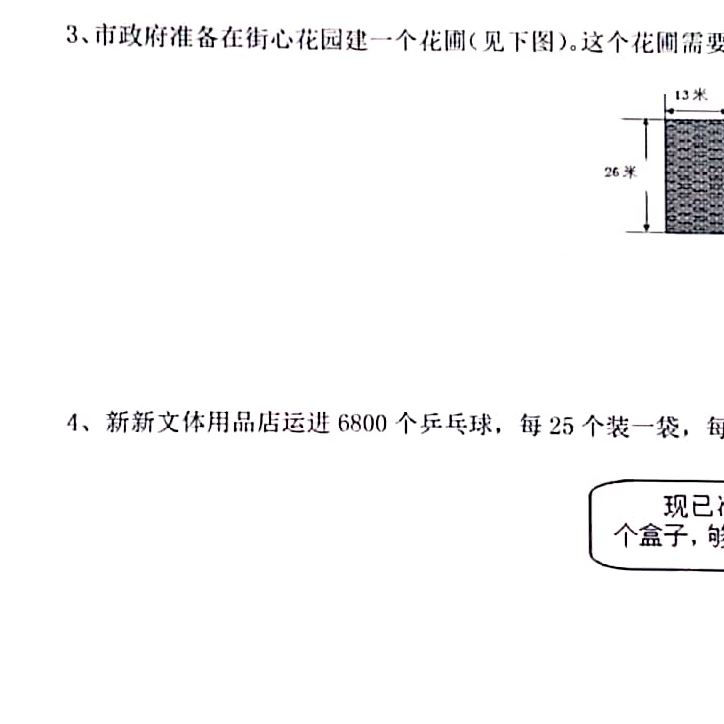 3、市政府准备在街心花园建一个花圃(见下图)。这个花圃需要
13米
26米
4、新新文体用品店运进 6800 个乒乓球，每 25 个装一袋，每
现已准
个盒子，够